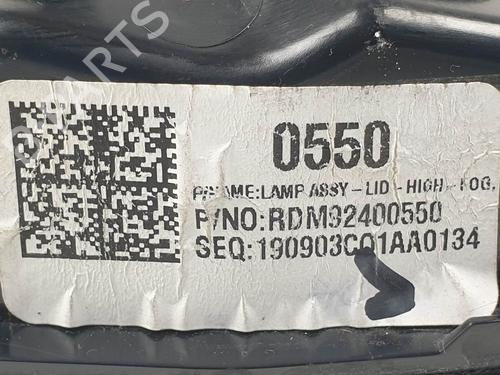 0550
P/NAME:LAMP ASSY-LID-HIGH-FOG,
P/NO:RDM92400550
SEQ:190903C01AA0134